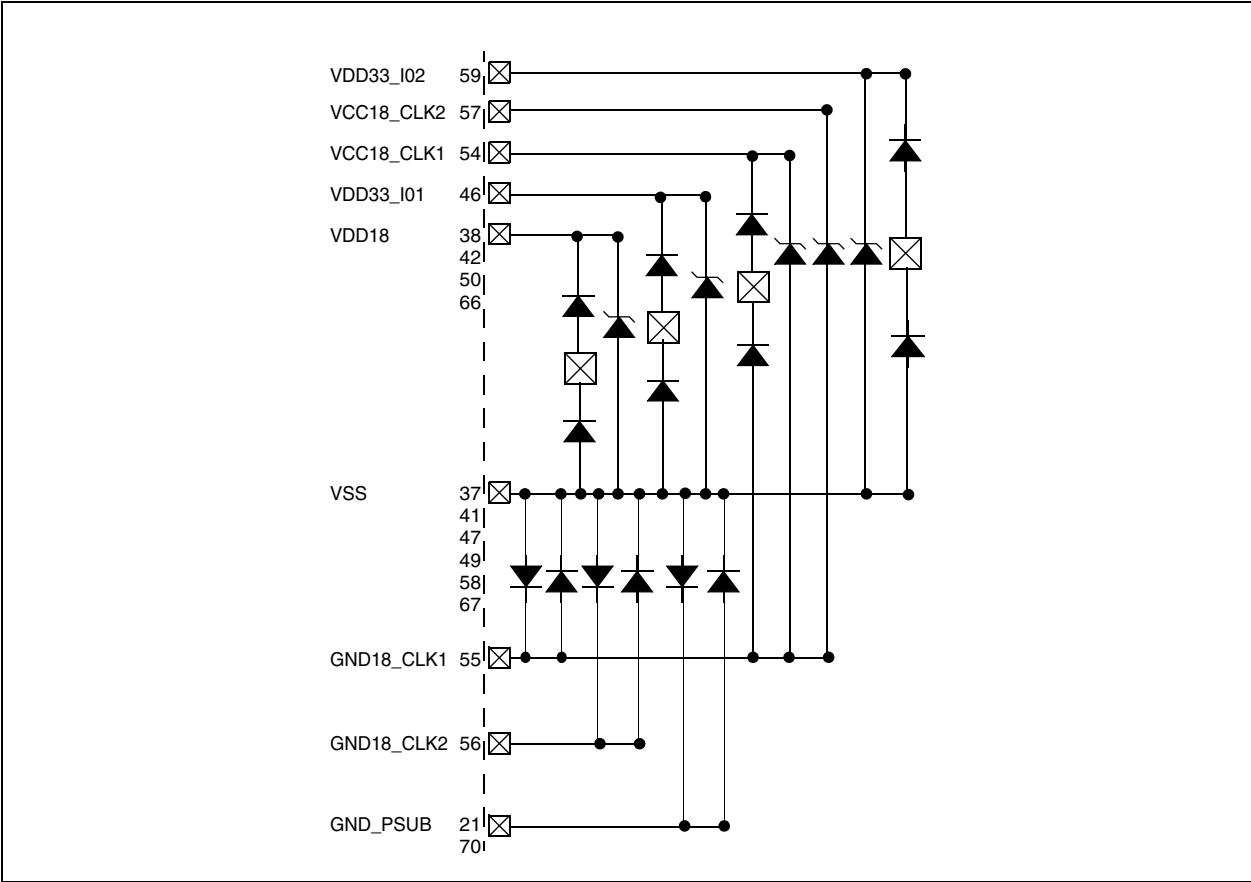 VDD33_I02 59
VCC18_CLK2 57
VCC18_CLK1 54
VDD33_I01 46
VDD18 38
42
50
66
VSS 37
41
47
49
58
67
GND18_CLK1 55
GND18_CLK2 56
GND_PSUB 21
70